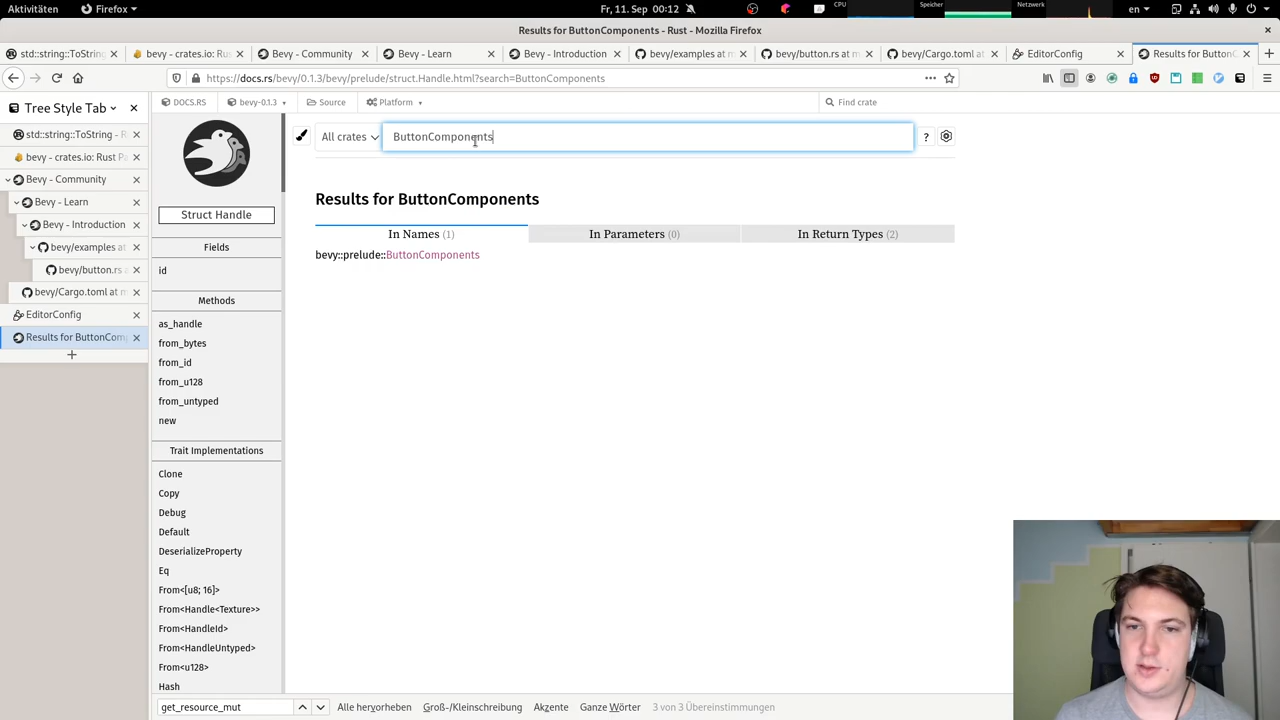 Aktivitäten
Firefox
Fr, 11. Sep 00:12
CPU
Speicher
Netzwerk
en
Results for ButtonComponents - Rust - Mozilla Firefox
std::string::ToString
bevy - crates.io: Rust
Bevy - Community
Bevy - Learn
Bevy - Introduction
bevy/examples at m
bevy/button.rs at m
bevy/Cargo.toml at m
EditorConfig
Results for ButtonC
https://docs.rs/bevy/0.1.3/bevy/prelude/struct.Handle.html?search=ButtonComponents
Tree Style Tab
DOCS.RS
bevy-0.1.3
Source
Platform
Find crate
std::string::ToString - R
bevy - crates.io: Rust Pa
Bevy - Community
Bevy - Learn
Bevy - Introduction
bevy/examples at
bevy/button.rs a
bevy/Cargo.toml at m
EditorConfig
Results for ButtonComp
All crates
ButtonComponents
?
Struct Handle
Fields
id
Methods
as_handle
from_bytes
from_id
from_u128
from_untyped
new
Trait Implementations
Clone
Copy
Debug
Default
DeserializeProperty
Eq
From<[u8; 16]>
From<Handle<Texture>>
From<HandleId>
From<HandleUntyped>
From<u128>
Hash
Results for ButtonComponents
In Names (1)
In Parameters (0)
In Return Types (2)
bevy::prelude::ButtonComponents
get_resource_mut
Alle hervorheben
Groß-/Kleinschreibung
Akzente
Ganze Wörter
3 von 3 Übereinstimmungen